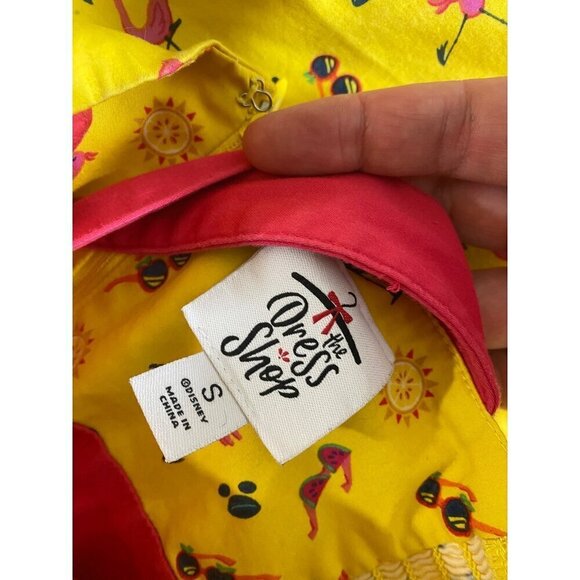 the
Dress
Shop
S
©DISNEY
MADE IN
CHINA